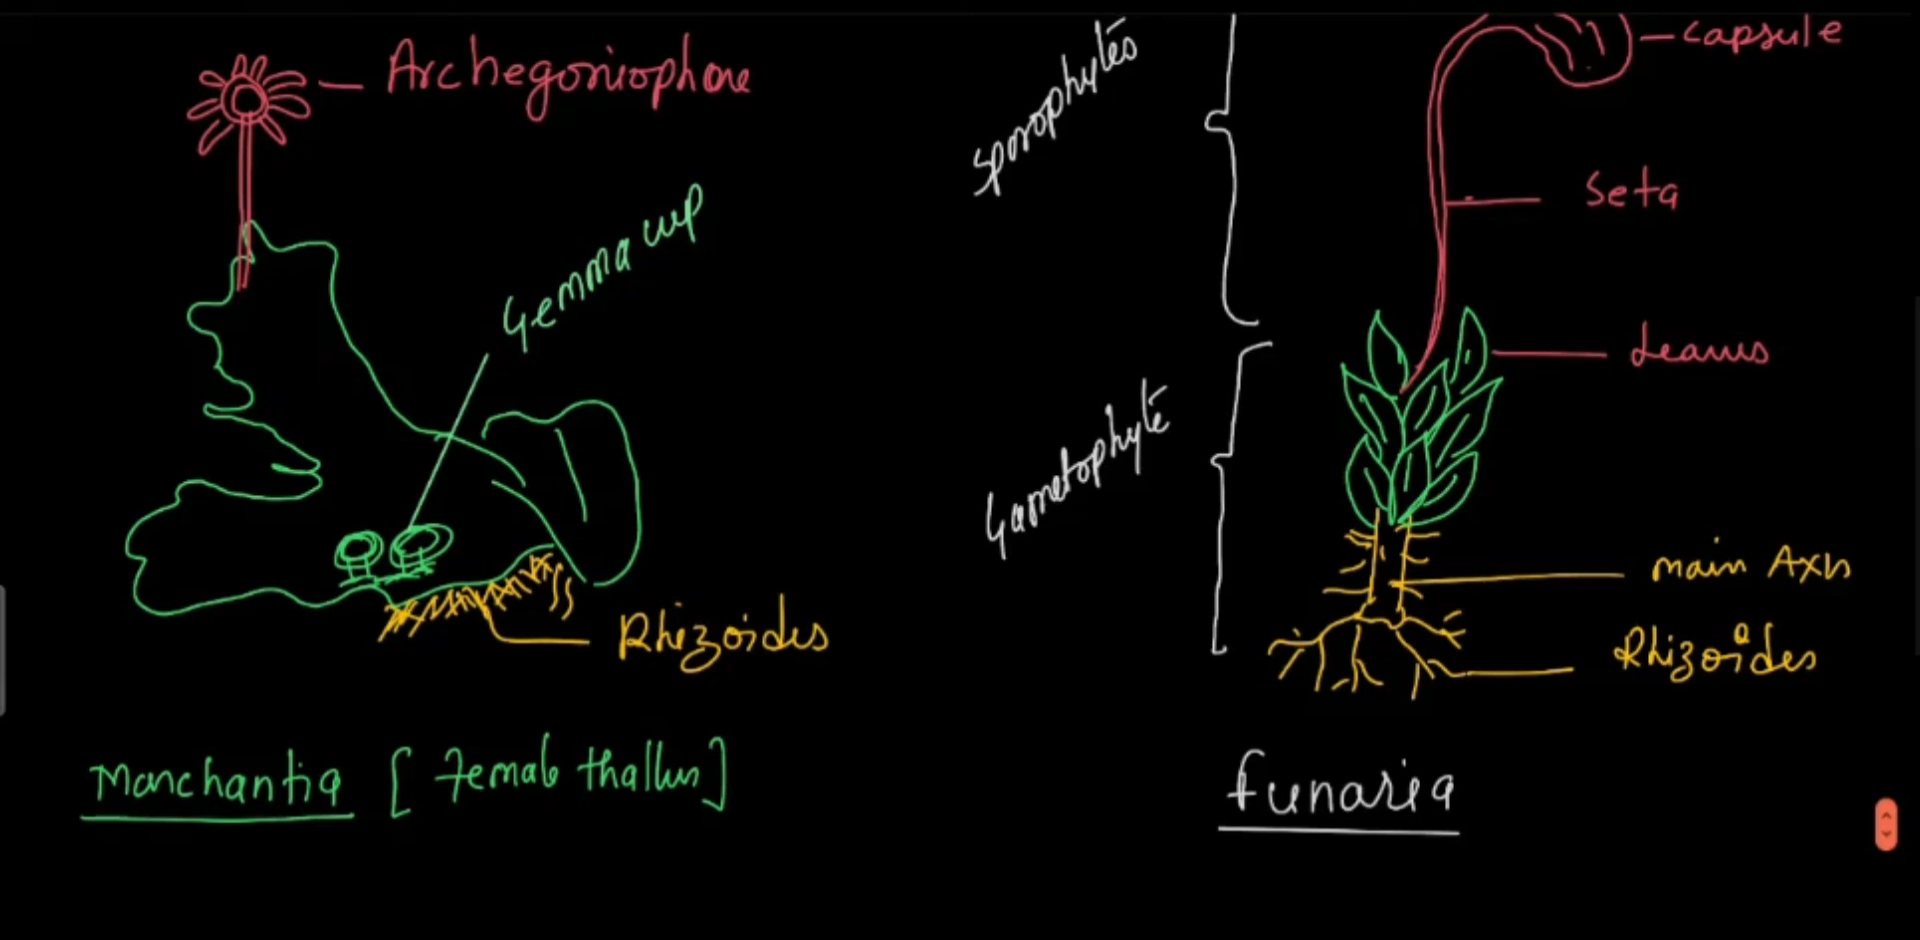 Archegoniophore
Gemma cup
Rhizoides
Marchantia [Female thallus]
Sporophytes
Gametophyte
Capsule
Seta
Leaves
main Axis
Rhizoides
funaria